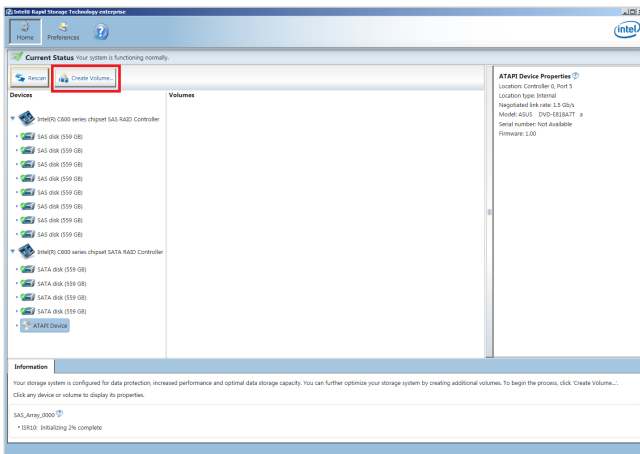 Intel® Rapid Storage Technology enterprise
Home
Preferences
intel
Current Status Your system is functioning normally.
Rescan
Create Volume...
Devices
Volumes
Intel(R) C600 series chipset SAS RAID Controller
SAS disk (559 GB)
SAS disk (559 GB)
SAS disk (559 GB)
SAS disk (559 GB)
SAS disk (559 GB)
SAS disk (559 GB)
SAS disk (559 GB)
SAS disk (559 GB)
Intel(R) C600 series chipset SATA RAID Controller
SATA disk (559 GB)
SATA disk (559 GB)
SATA disk (559 GB)
SATA disk (559 GB)
ATAPI Device
ATAPI Device Properties
Location: Controller 0, Port 5
Location type: Internal
Negotiated link rate: 1.5 Gb/s
Model: ASUS DVD-E818A7T a
Serial number: Not Available
Firmware: 1.00
Information
Your storage system is configured for data protection, increased performance and optimal data storage capacity. You can further optimize your storage system by creating additional volumes. To begin the process, click 'Create Volume...'.
Click any device or volume to display its properties.
SAS_Array_0000
• ISR10: Initializing 2% complete